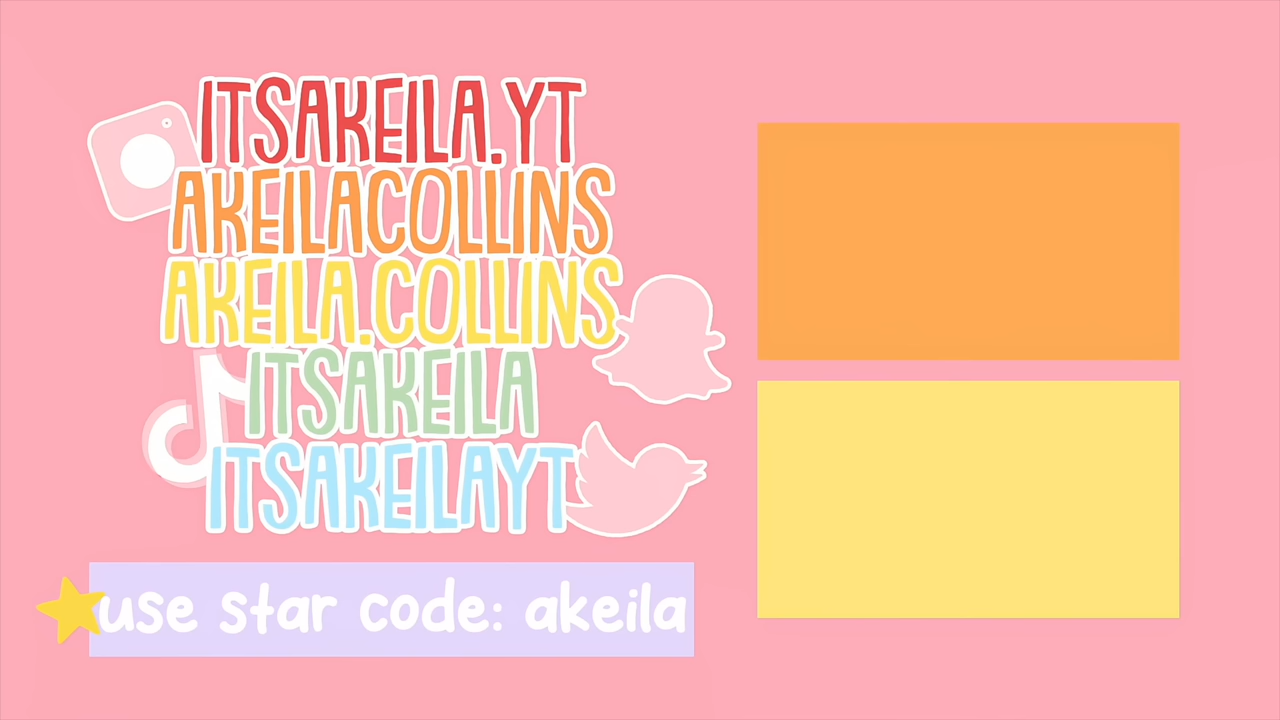 ITSAKEILA.YT
AKEILACOLLINS
AKEILA.COLLINS
ITSAKEILA
ITSAKEILAYT
use star code: akeila